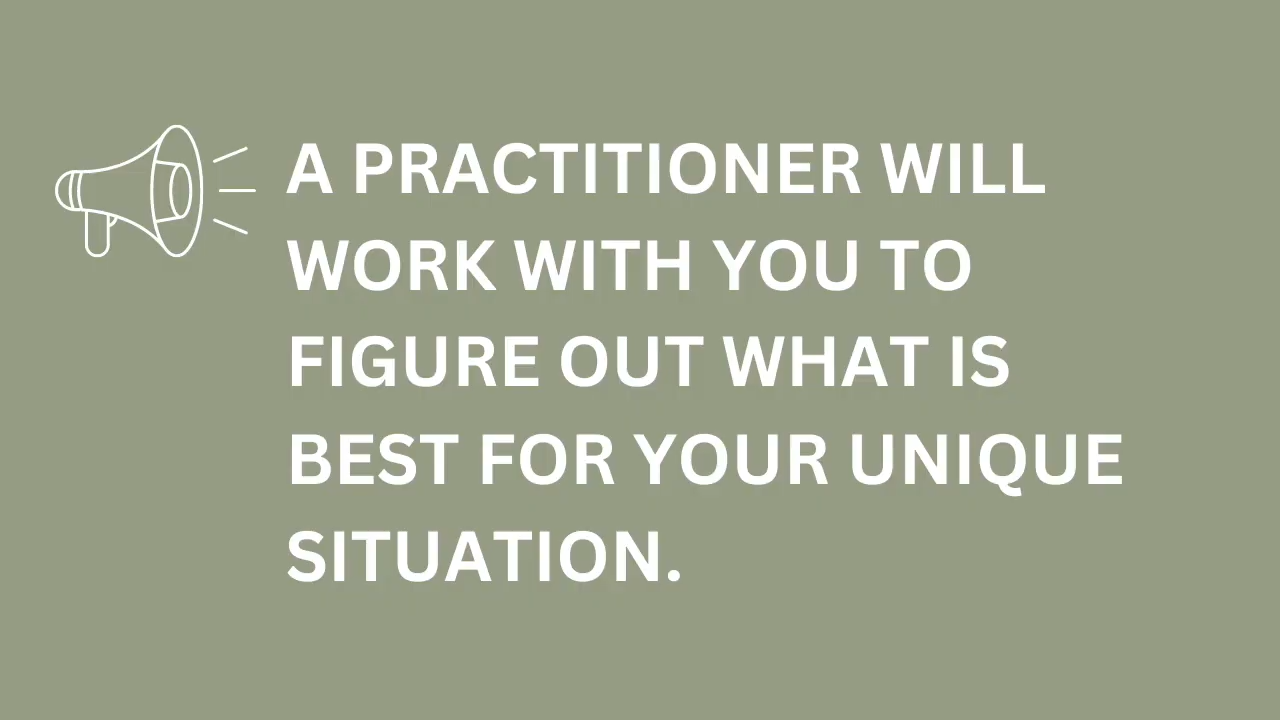 A PRACTITIONER WILL
WORK WITH YOU TO
FIGURE OUT WHAT IS
BEST FOR YOUR UNIQUE
SITUATION.